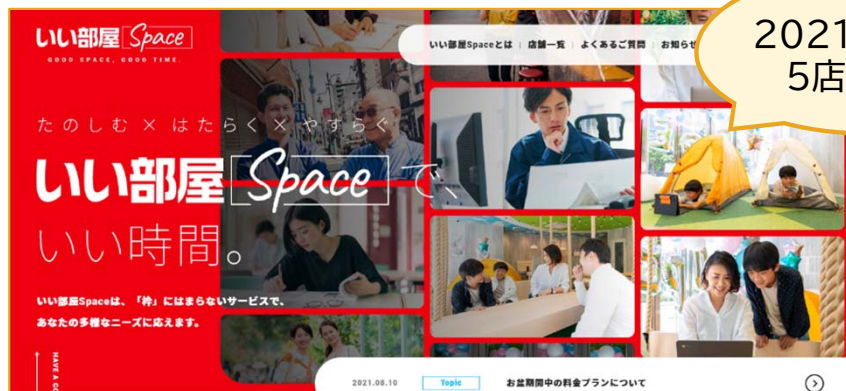 いい部屋Space
GOOD SPACE, GOOD TIME.
いい部屋Spaceとは | 店舗一覧 | よくあるご質問 | お知らせ
2021
5店
たのしむ×はたらく×やすらぐ
いい部屋Spaceで
いい時間。
いい部屋Spaceは、「枠」にはまらないサービスで、
あなたの多様なニーズに応えます。
HAVE A GO
2021.08.10 Topic お盆期間中の料金プランについて